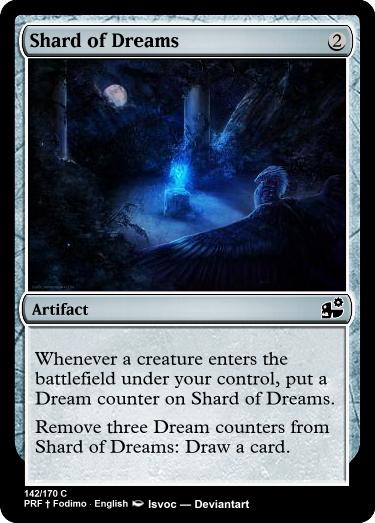 Shard of Dreams 2
Artifact
Whenever a creature enters the
battlefield under your control, put a
Dream counter on Shard of Dreams.
Remove three Dream counters from
Shard of Dreams: Draw a card.
142/170 C
PRF † Fodimo · English Isvoc — Deviantart